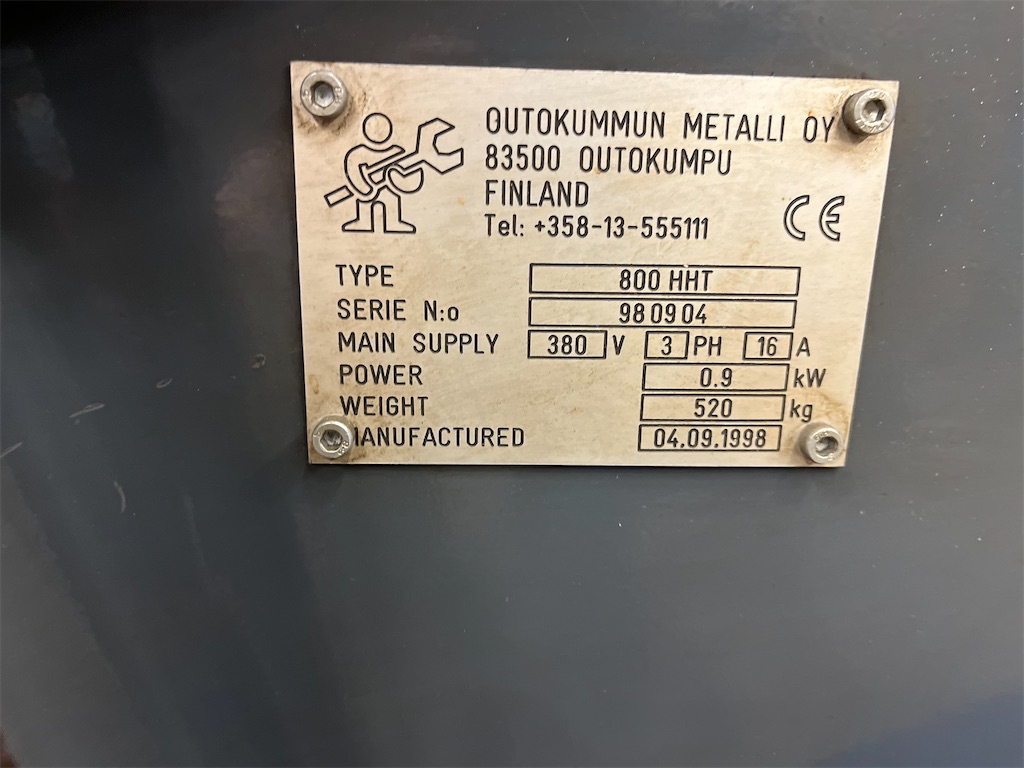 OUTOKUMMUN METALLI OY
83500 OUTOKUMPU
FINLAND
Tel: +358-13-555111
CE
TYPE 800 HHT
SERIE N:o 98 09 04
MAIN SUPPLY 380 V 3 PH 16 A
POWER 0.9 kW
WEIGHT 520 kg
MANUFACTURED 04.09.1998